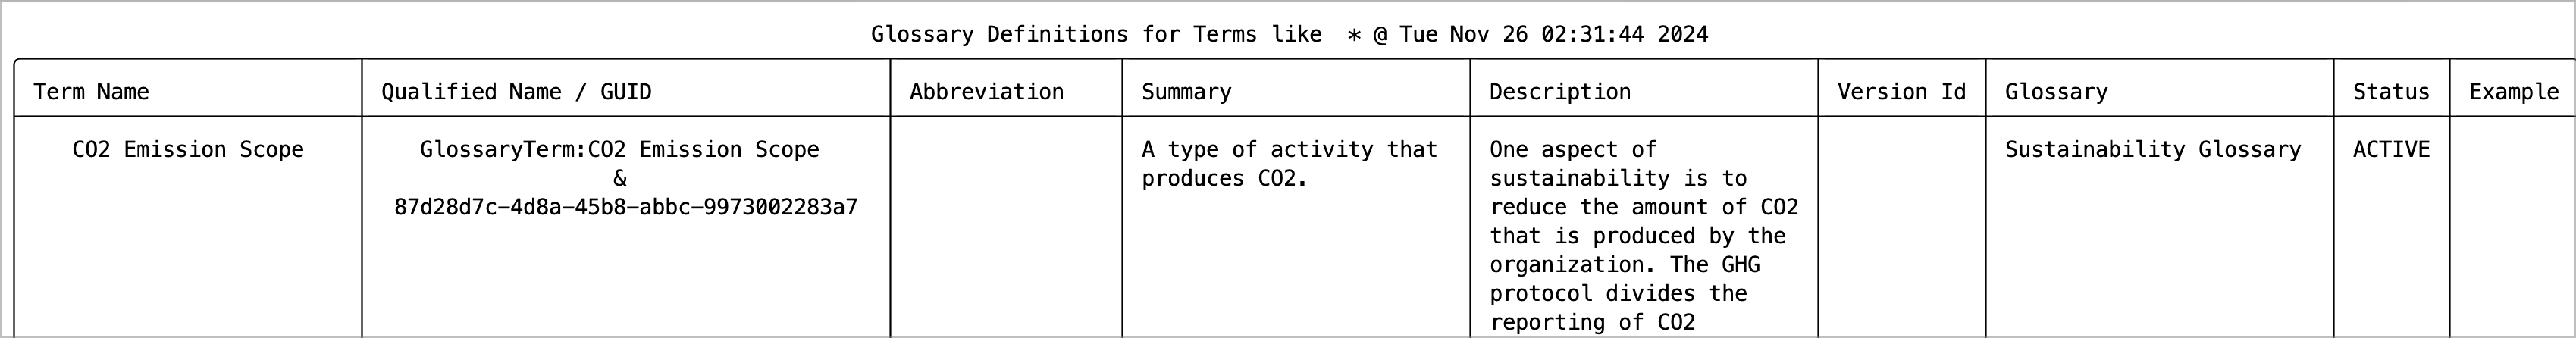 Glossary Definitions for Terms like  * @ Tue Nov 26 02:31:44 2024
Term Name
Qualified Name / GUID
Abbreviation
Summary
Description
Version Id
Glossary
Status
Example
CO2 Emission Scope
GlossaryTerm:CO2 Emission Scope
&
87d28d7c-4d8a-45b8-abbc-9973002283a7
A type of activity that
produces CO2.
One aspect of
sustainability is to
reduce the amount of CO2
that is produced by the
organization. The GHG
protocol divides the
reporting of CO2
Sustainability Glossary
ACTIVE